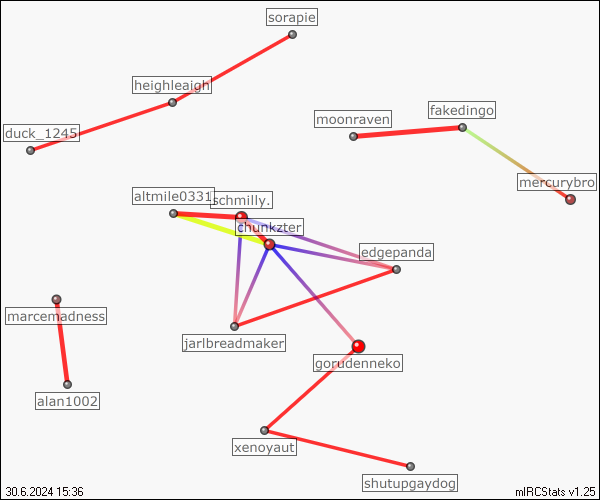 sorapie
heighleaigh
duck_1245
moonraven
fakedingo
mercurybro
altmile0331
schmilly.
chunkzter
edgepanda
marcemadness
jarlbreadmaker
gorudenneko
alan1002
xenoyaut
shutupgaydog
30.6.2024 15:36
mIRCStats v1.25